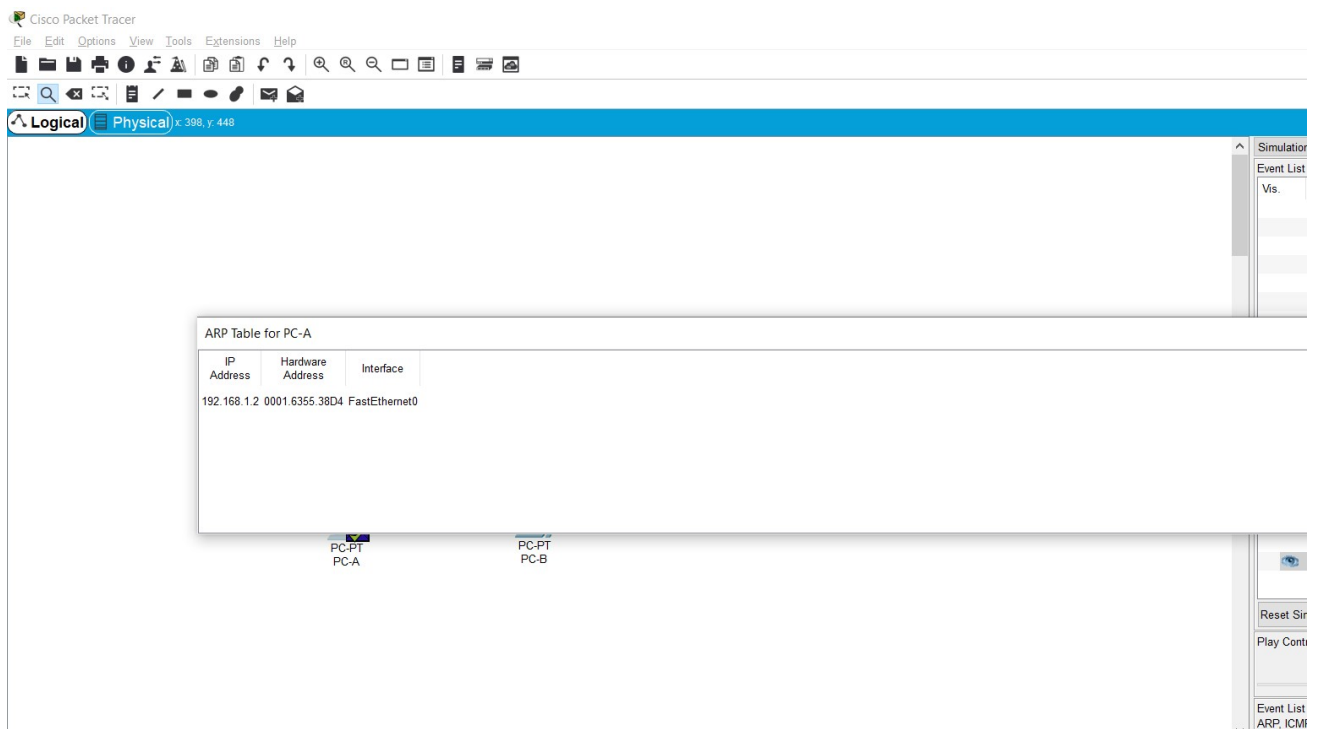 Cisco Packet Tracer
File Edit Options View Tools Extensions Help
Logical Physical x: 398, y: 448
Simulation
Event List
Vis.
ARP Table for PC-A
IP Address Hardware Address Interface
192.168.1.2 0001.6355.38D4 FastEthernet0
PC-PT PC-PT
PC-A PC-B
Reset Sim
Play Contr
Event List
ARP, ICMP